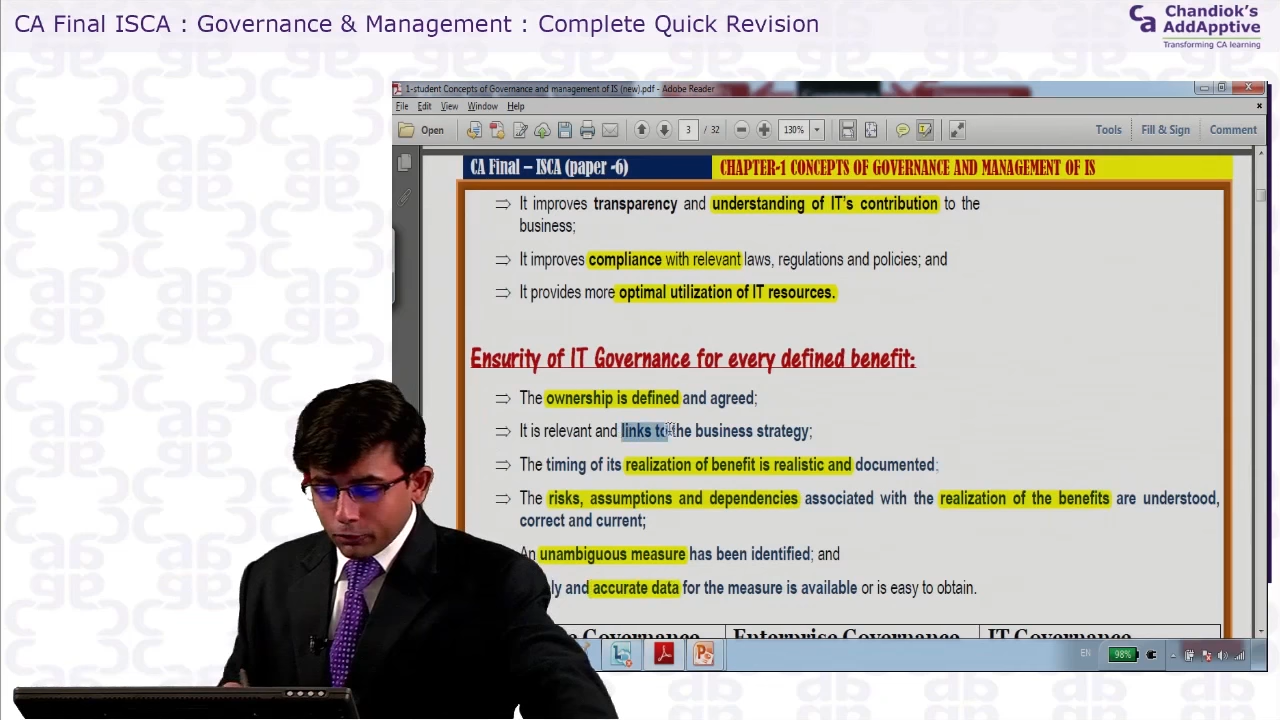 CA Final ISCA : Governance & Management : Complete Quick Revision
Ca
Chandiok's
AddApptive
Transforming CA learning
1-student Concepts of Governance and management of IS (new).pdf - Adobe Reader
File Edit View Window Help
Open 3 / 32 130% Tools Fill & Sign Comment
CA Final – ISCA (paper -6) CHAPTER-1 CONCEPTS OF GOVERNANCE AND MANAGEMENT OF IS
⇒ It improves transparency and understanding of IT's contribution to the
business;
⇒ It improves compliance with relevant laws, regulations and policies; and
⇒ It provides more optimal utilization of IT resources.
Ensurity of IT Governance for every defined benefit:
⇒ The ownership is defined and agreed;
⇒ It is relevant and links to the business strategy;
⇒ The timing of its realization of benefit is realistic and documented;
⇒ The risks, assumptions and dependencies associated with the realization of the benefits are understood,
correct and current;
An unambiguous measure has been identified; and
ly and accurate data for the measure is available or is easy to obtain.
Governance Enterprise Governance IT Governance
EN 98%